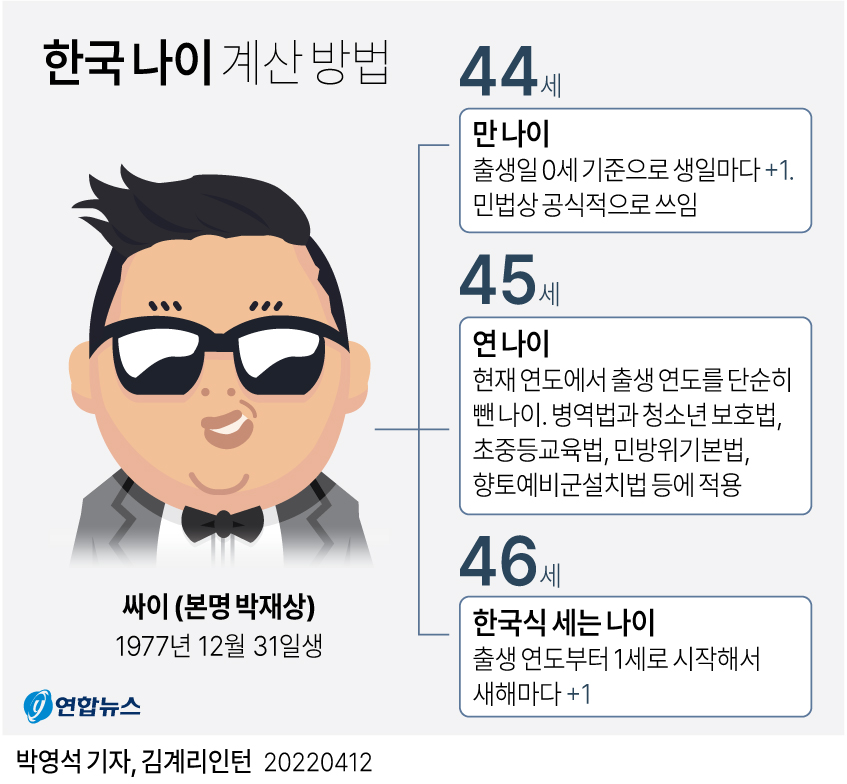 한국 나이 계산 방법
44세
만 나이
출생일 0세 기준으로 생일마다 +1.
민법상 공식적으로 쓰임
45세
연 나이
현재 연도에서 출생 연도를 단순히
뺀 나이. 병역법과 청소년 보호법,
초중등교육법, 민방위기본법,
향토예비군설치법 등에 적용
46세
한국식 세는 나이
출생 연도부터 1세로 시작해서
새해마다 +1
싸이 (본명 박재상)
1977년 12월 31일생
y 연합뉴스
박영석 기자, 김계리인턴 20220412